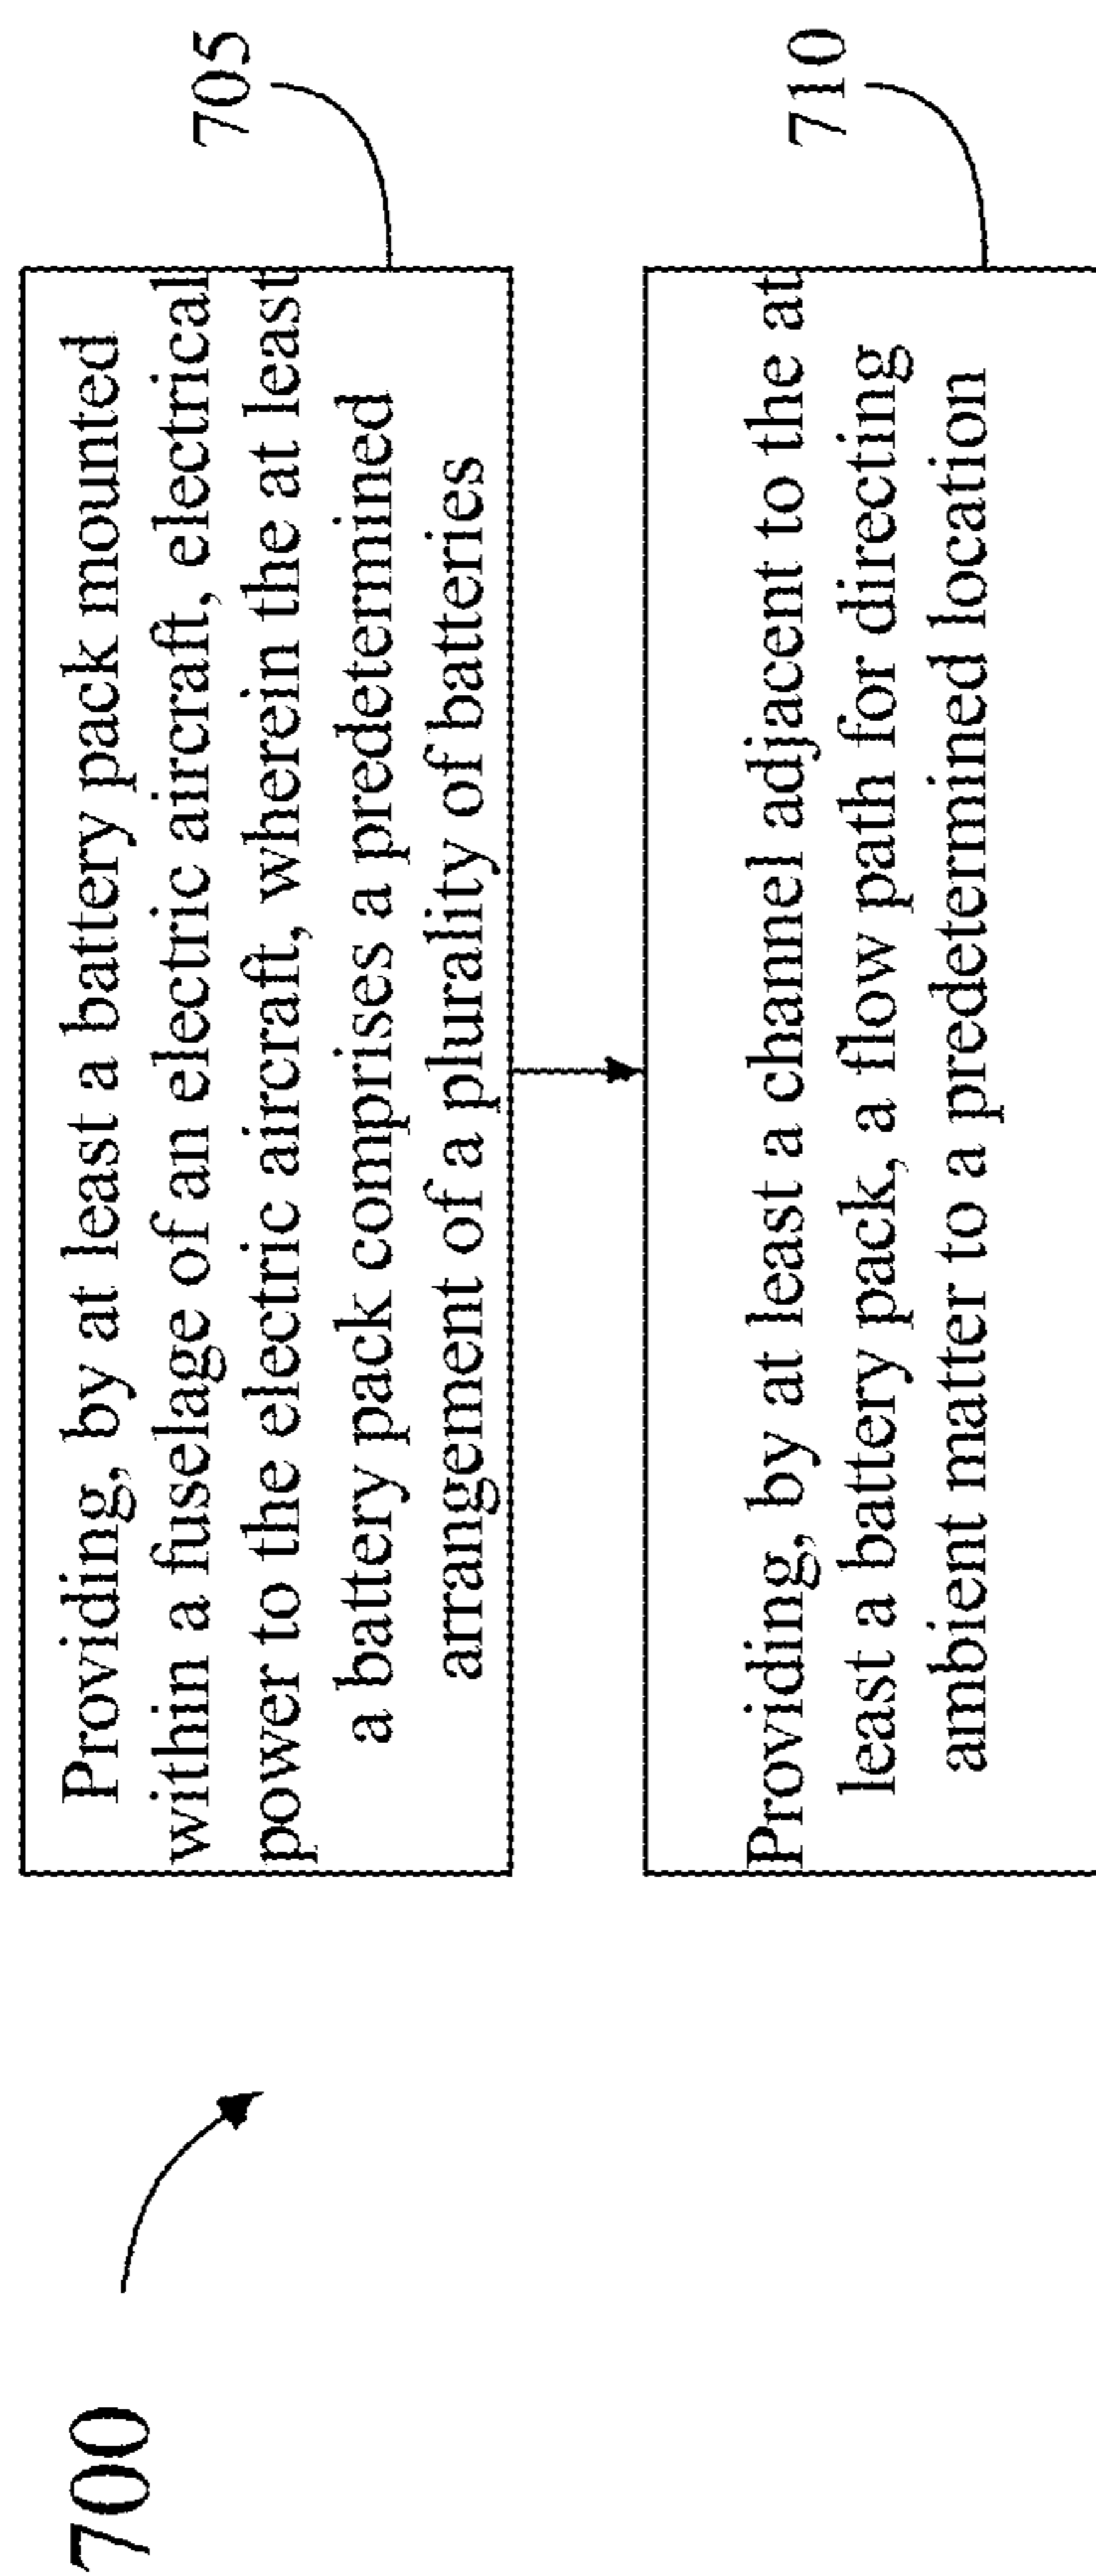 700
705
Providing, by at least a battery pack mounted
within a fuselage of an electric aircraft, electrical
power to the electric aircraft, wherein the at least
a battery pack comprises a predetermined
arrangement of a plurality of batteries
710
Providing, by at least a channel adjacent to the at
least a battery pack, a flow path for directing
ambient matter to a predetermined location